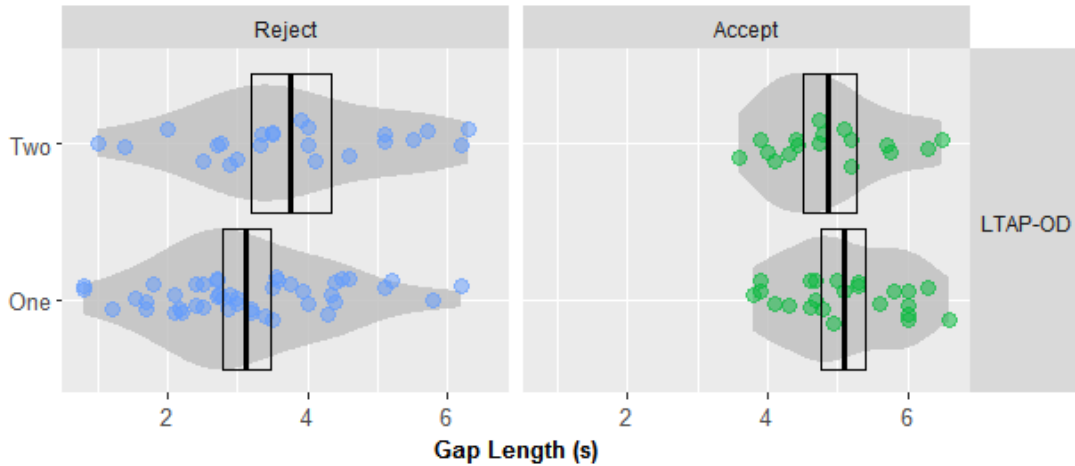 Reject Accept
Two
One
LTAP-OD
2 4 6 2 4 6
Gap Length (s)